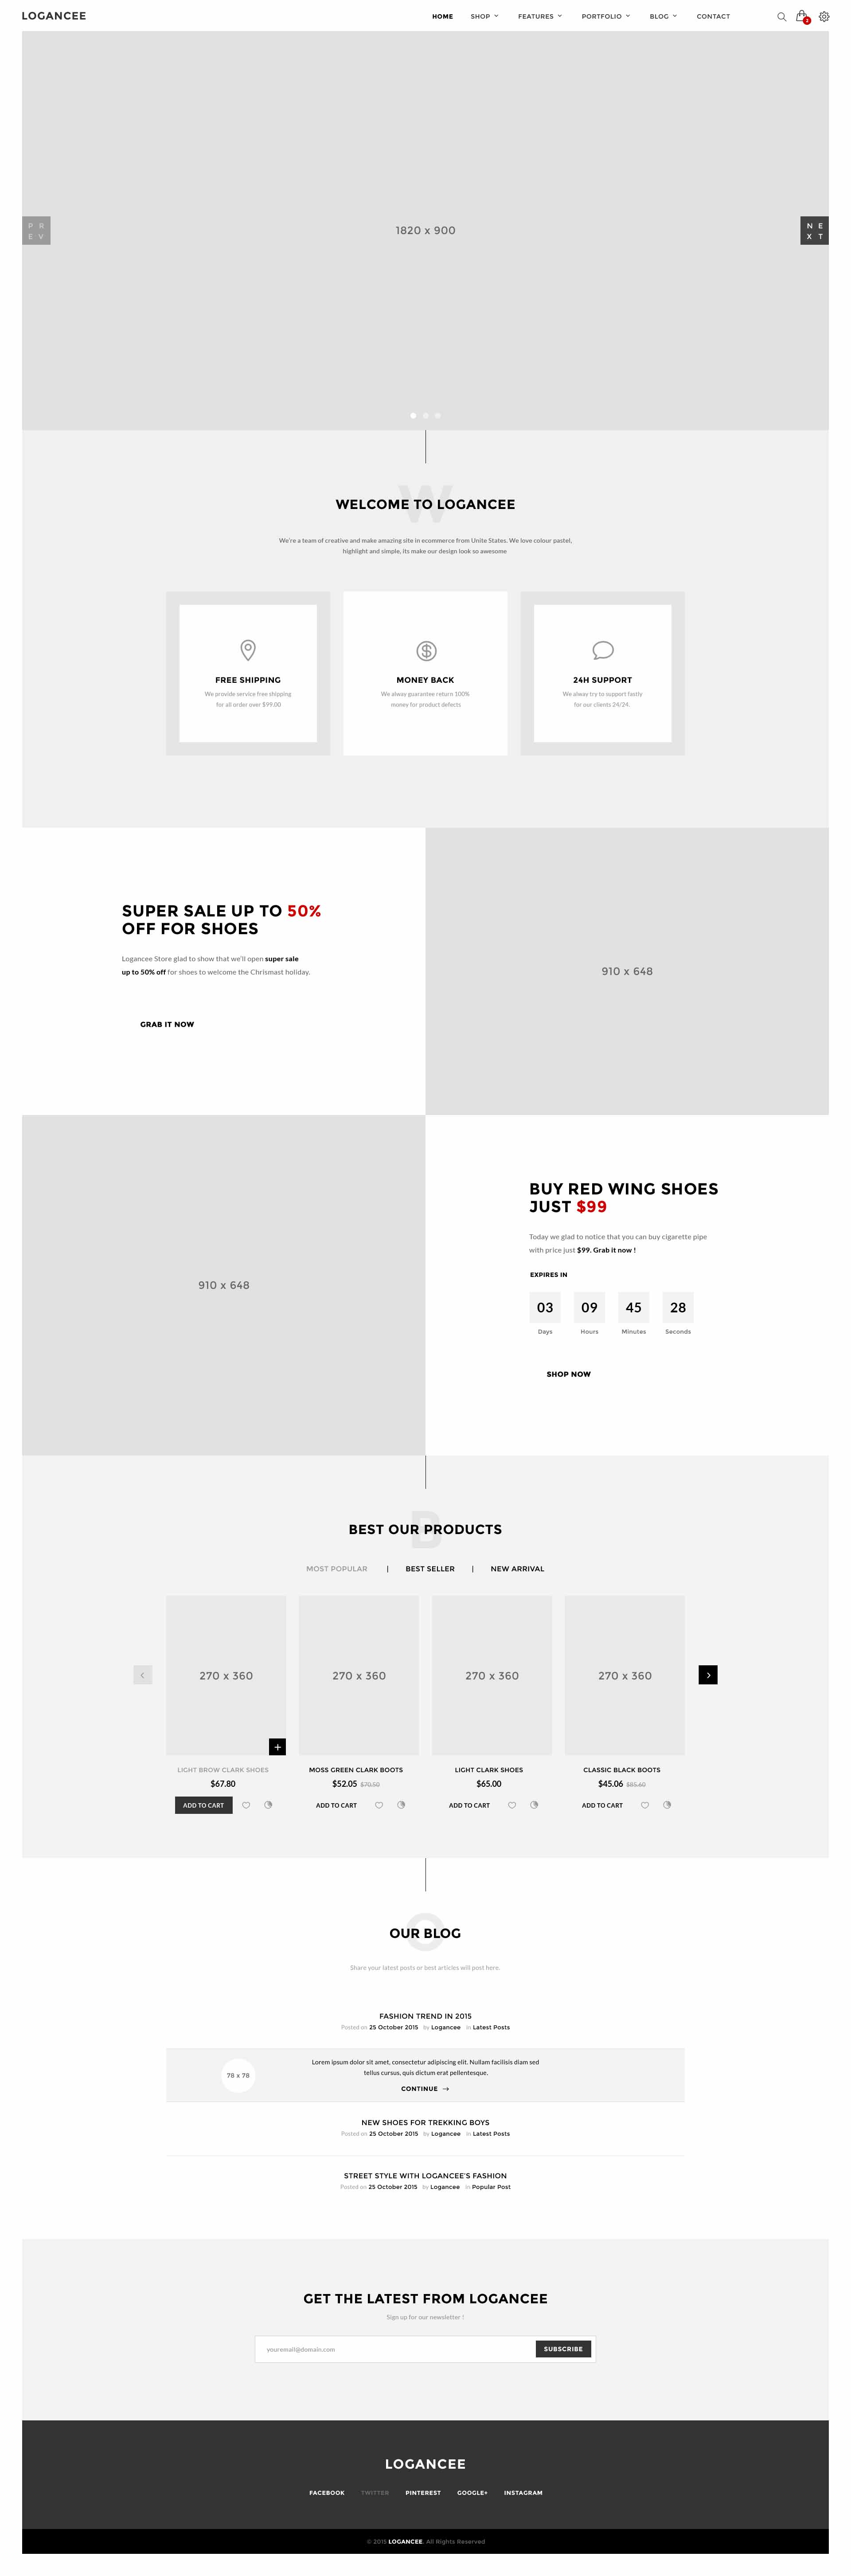 LOGANCEE
HOME SHOP FEATURES PORTFOLIO BLOG CONTACT
2
PREV
1820 x 900
NEXT
W
WELCOME TO LOGANCEE
We're a team of creative and make amazing site in ecommerce from Unite States. We love colour pastel,
highlight and simple, its make our design look so awesome
FREE SHIPPING
We provide service free shipping
for all order over $99.00
MONEY BACK
We alway guarantee return 100%
money for product defects
24H SUPPORT
We alway try to support fastly
for our clients 24/24.
SUPER SALE UP TO 50%
OFF FOR SHOES
Logancee Store glad to show that we'll open super sale
up to 50% off for shoes to welcome the Chrismast holiday.
GRAB IT NOW
910 x 648
910 x 648
BUY RED WING SHOES
JUST $99
Today we glad to notice that you can buy cigarette pipe
with price just $99. Grab it now !
EXPIRES IN
03 09 45 28
Days Hours Minutes Seconds
SHOP NOW
B
BEST OUR PRODUCTS
MOST POPULAR | BEST SELLER | NEW ARRIVAL
270 x 360 270 x 360 270 x 360 270 x 360
LIGHT BROW CLARK SHOES MOSS GREEN CLARK BOOTS LIGHT CLARK SHOES CLASSIC BLACK BOOTS
$67.80 $52.05 $70.50 $65.00 $45.06 $85.60
ADD TO CART ADD TO CART ADD TO CART ADD TO CART
O
OUR BLOG
Share your latest posts or best articles will post here.
FASHION TREND IN 2015
Posted on 25 October 2015 by Logancee in Latest Posts
78 x 78
Lorem ipsum dolor sit amet, consectetur adipiscing elit. Nullam facilisis diam sed
tellus cursus, quis dictum erat pellentesque.
CONTINUE →
NEW SHOES FOR TREKKING BOYS
Posted on 25 October 2015 by Logancee in Latest Posts
STREET STYLE WITH LOGANCEE'S FASHION
Posted on 25 October 2015 by Logancee in Popular Post
GET THE LATEST FROM LOGANCEE
Sign up for our newsletter !
youremail@domain.com
SUBSCRIBE
LOGANCEE
FACEBOOK TWITTER PINTEREST GOOGLE+ INSTAGRAM
© 2015 LOGANCEE. All Rights Reserved